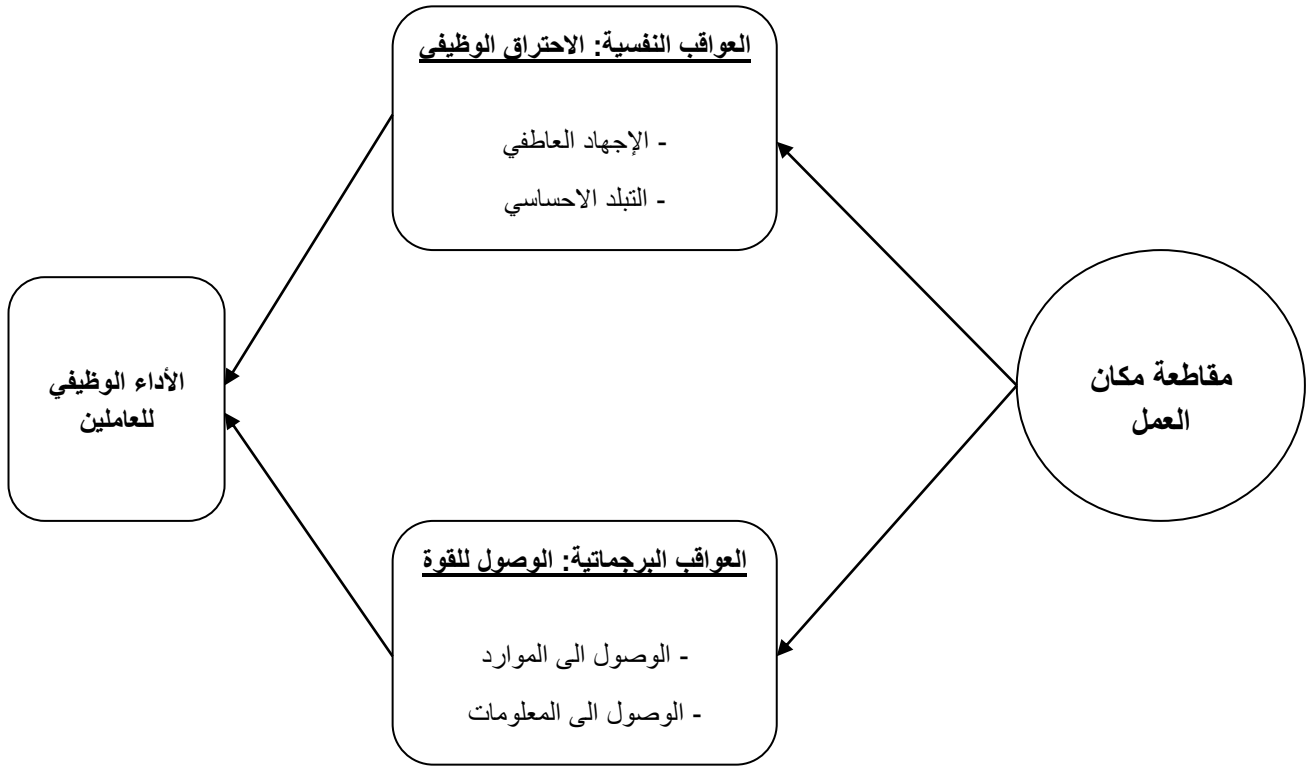 العواقب النفسية: الاحتراق الوظيفي
- الإجهاد العاطفي
- التبلد الاحساسي
مقاطعة مكان
العمل
الأداء الوظيفي
للعاملين
العواقب البرجماتية: الوصول للقوة
- الوصول الى الموارد
- الوصول الى المعلومات